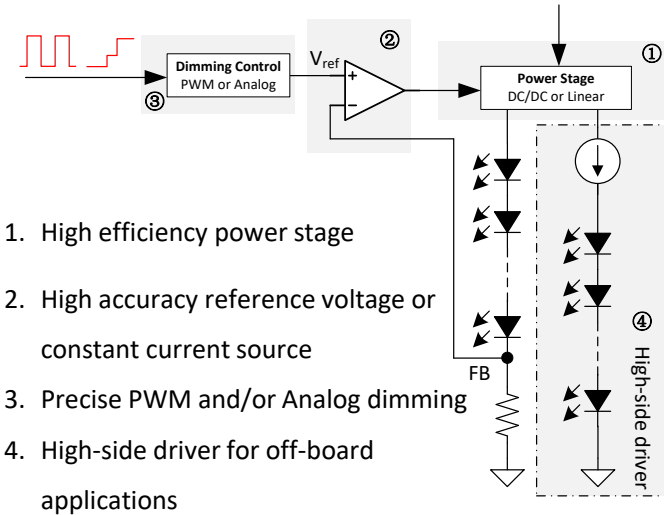 ②
①
V_ref
Dimming Control
PWM or Analog
③
+
−
Power Stage
DC/DC or Linear
1. High efficiency power stage
2. High accuracy reference voltage or
constant current source
3. Precise PWM and/or Analog dimming
4. High-side driver for off-board
applications
FB
④
High-side driver